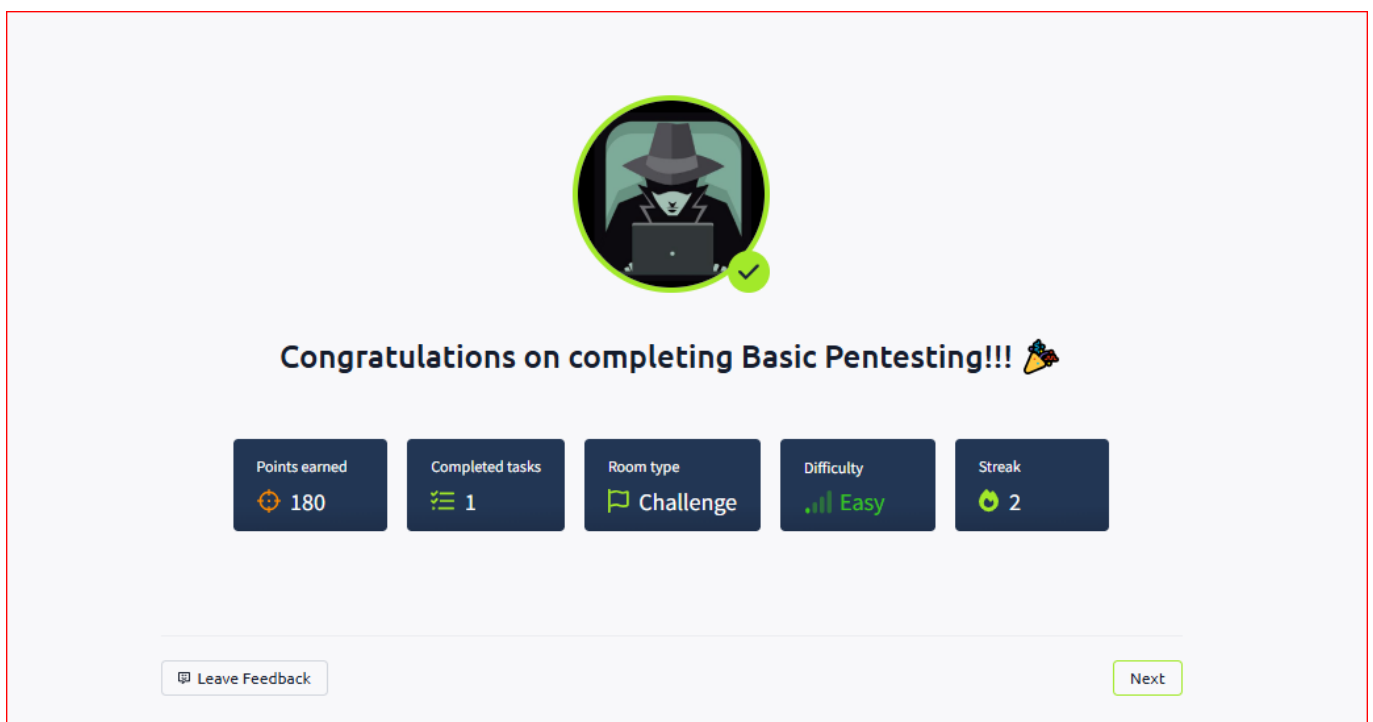 Congratulations on completing Basic Pentesting!!! 🎉
Points earned
180
Completed tasks
1
Room type
Challenge
Difficulty
Easy
Streak
2
Leave Feedback
Next